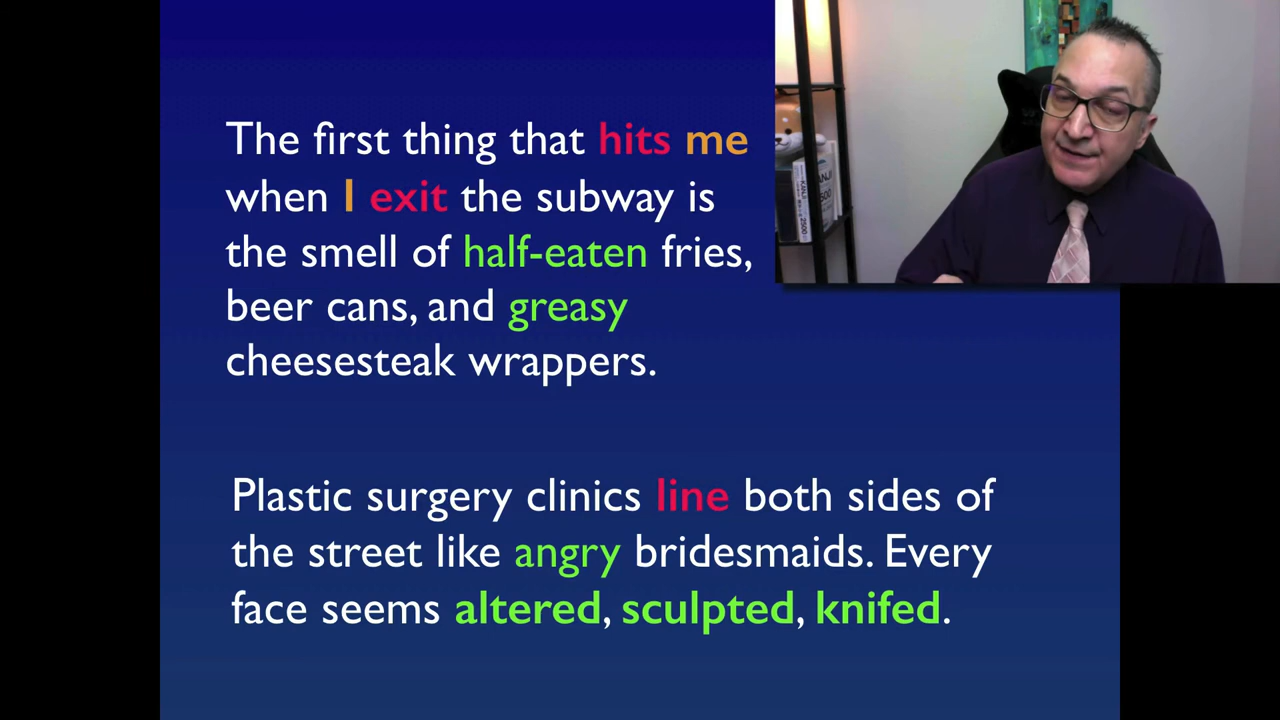 The first thing that hits me
when I exit the subway is
the smell of half-eaten fries,
beer cans, and greasy
cheesesteak wrappers.
Plastic surgery clinics line both sides of
the street like angry bridesmaids. Every
face seems altered, sculpted, knifed.
KANJI
2500